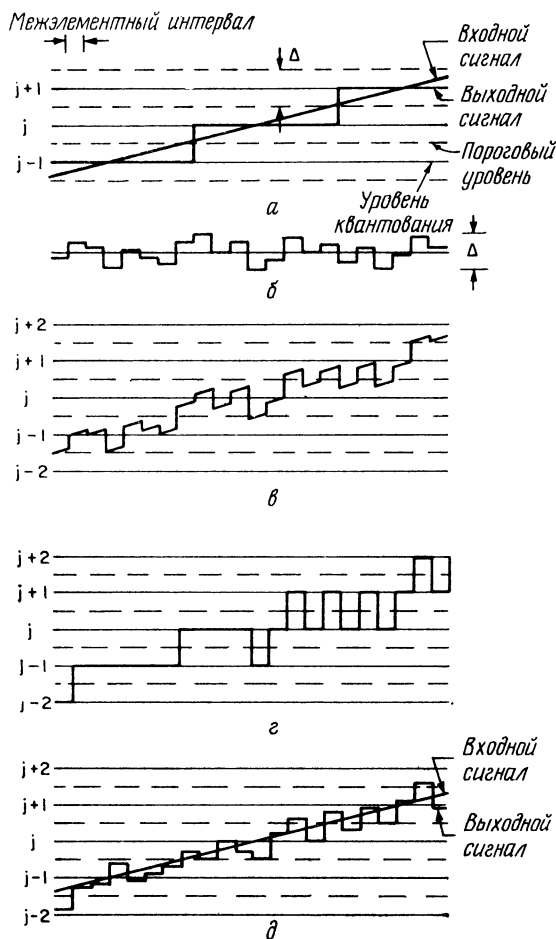 Межэлементный интервал
Δ
Входной
сигнал
j+1
Выходной
сигнал
j
Пороговый
уровень
j-1
Уровень
квантования
а
Δ
б
j+2
j+1
j
j-1
j-2
в
j+2
j+1
j
j-1
j-2
г
Входной
сигнал
j+2
j+1
Выходной
сигнал
j
j-1
j-2
д